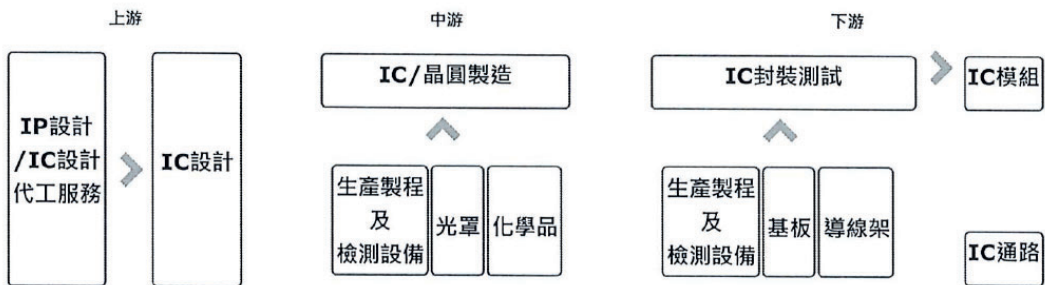 上游
中游
下游
IP設計
/IC設計
代工服務
IC設計
IC/晶圓製造
生產製程
及
檢測設備
光罩
化學品
IC封裝測試
生產製程
及
檢測設備
基板
導線架
IC模組
IC通路